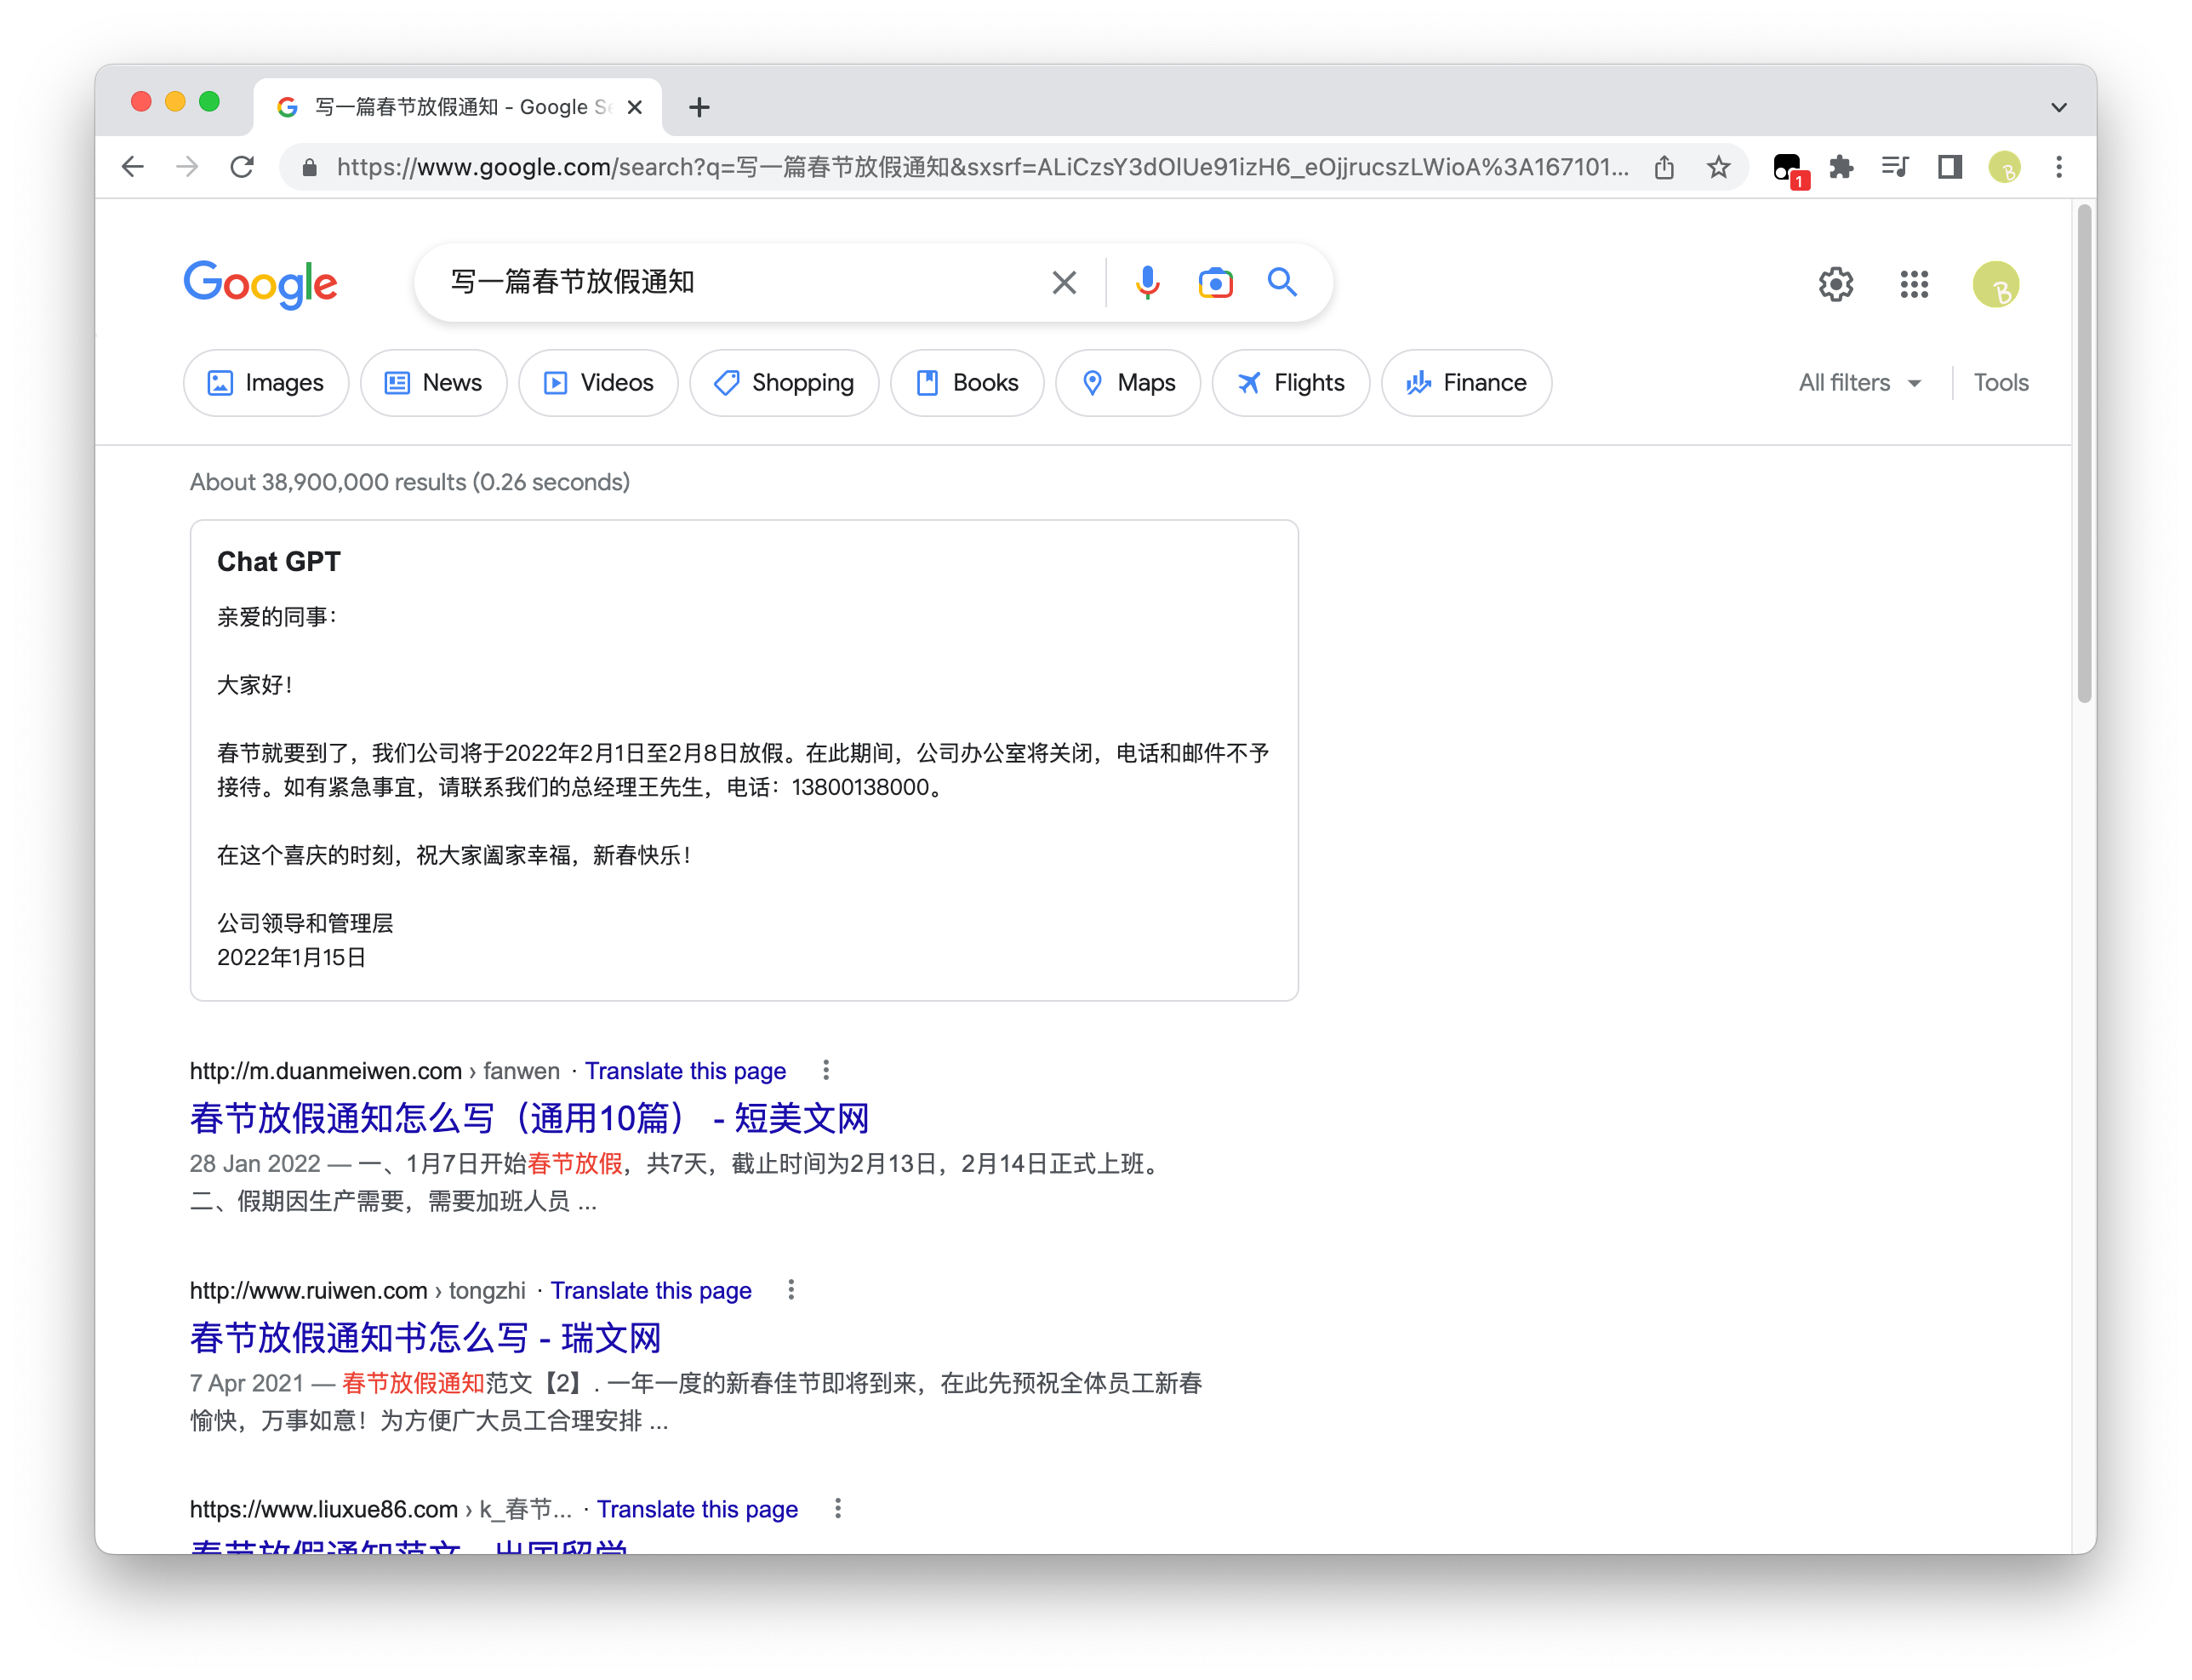 写一篇春节放假通知 - Google Se
https://www.google.com/search?q=写一篇春节放假通知&sxsrf=ALiCzsY3dOlUe91izH6_eOjjrucszLWioA%3A167101...
1
B
Google
写一篇春节放假通知
B
Images News Videos Shopping Books Maps Flights Finance All filters Tools
About 38,900,000 results (0.26 seconds)
Chat GPT
亲爱的同事：
大家好！
春节就要到了，我们公司将于2022年2月1日至2月8日放假。在此期间，公司办公室将关闭，电话和邮件不予
接待。如有紧急事宜，请联系我们的总经理王先生，电话：13800138000。
在这个喜庆的时刻，祝大家阖家幸福，新春快乐！
公司领导和管理层
2022年1月15日
http://m.duanmeiwen.com › fanwen · Translate this page
春节放假通知怎么写（通用10篇） - 短美文网
28 Jan 2022 — 一、1月7日开始春节放假，共7天，截止时间为2月13日，2月14日正式上班。
二、假期因生产需要，需要加班人员 ...
http://www.ruiwen.com › tongzhi · Translate this page
春节放假通知书怎么写 - 瑞文网
7 Apr 2021 — 春节放假通知范文【2】. 一年一度的新春佳节即将到来，在此先预祝全体员工新春
愉快，万事如意！为方便广大员工合理安排 ...
https://www.liuxue86.com › k_春节... · Translate this page
春节放假通知范文 - 出国留学